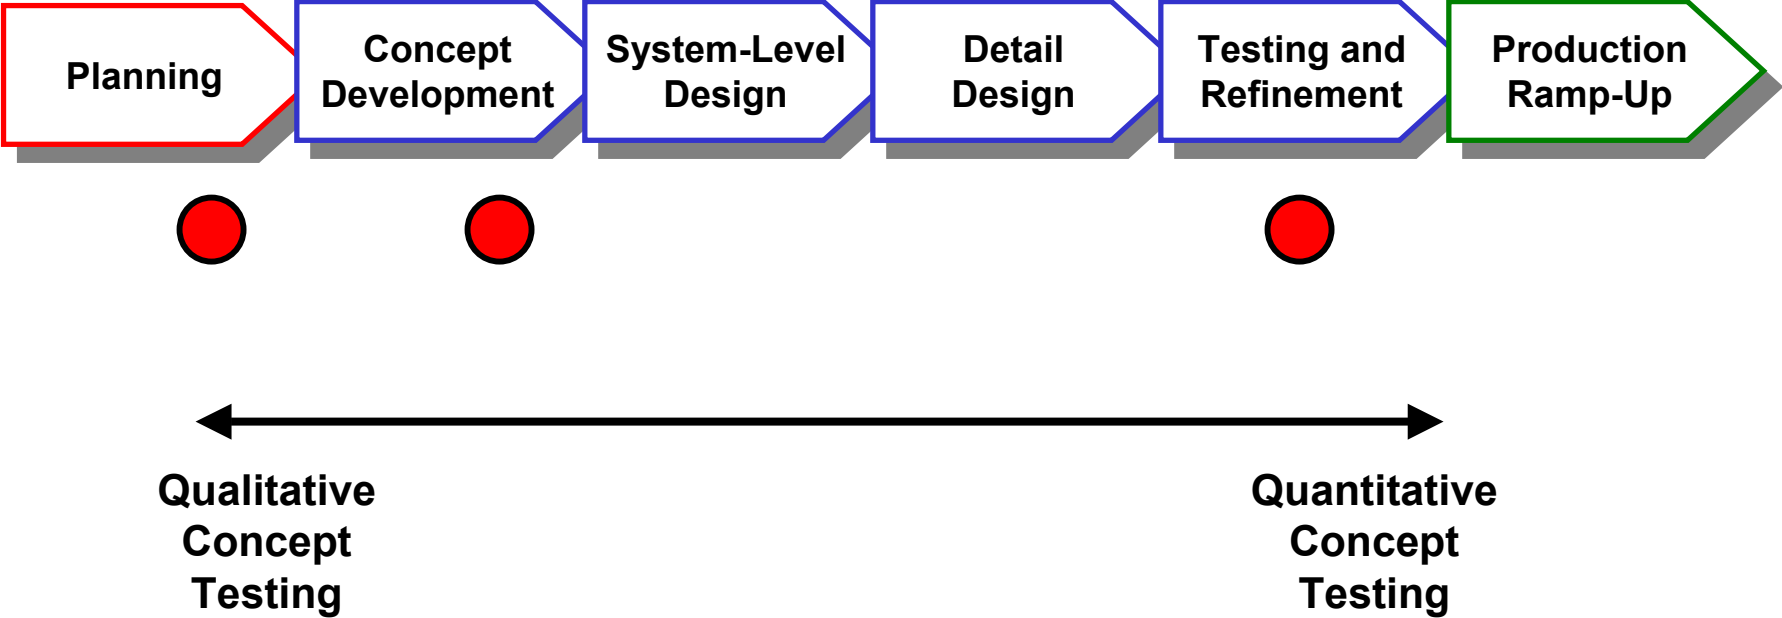 Planning
Concept
Development
System-Level
Design
Detail
Design
Testing and
Refinement
Production
Ramp-Up
Qualitative
Concept
Testing
Quantitative
Concept
Testing